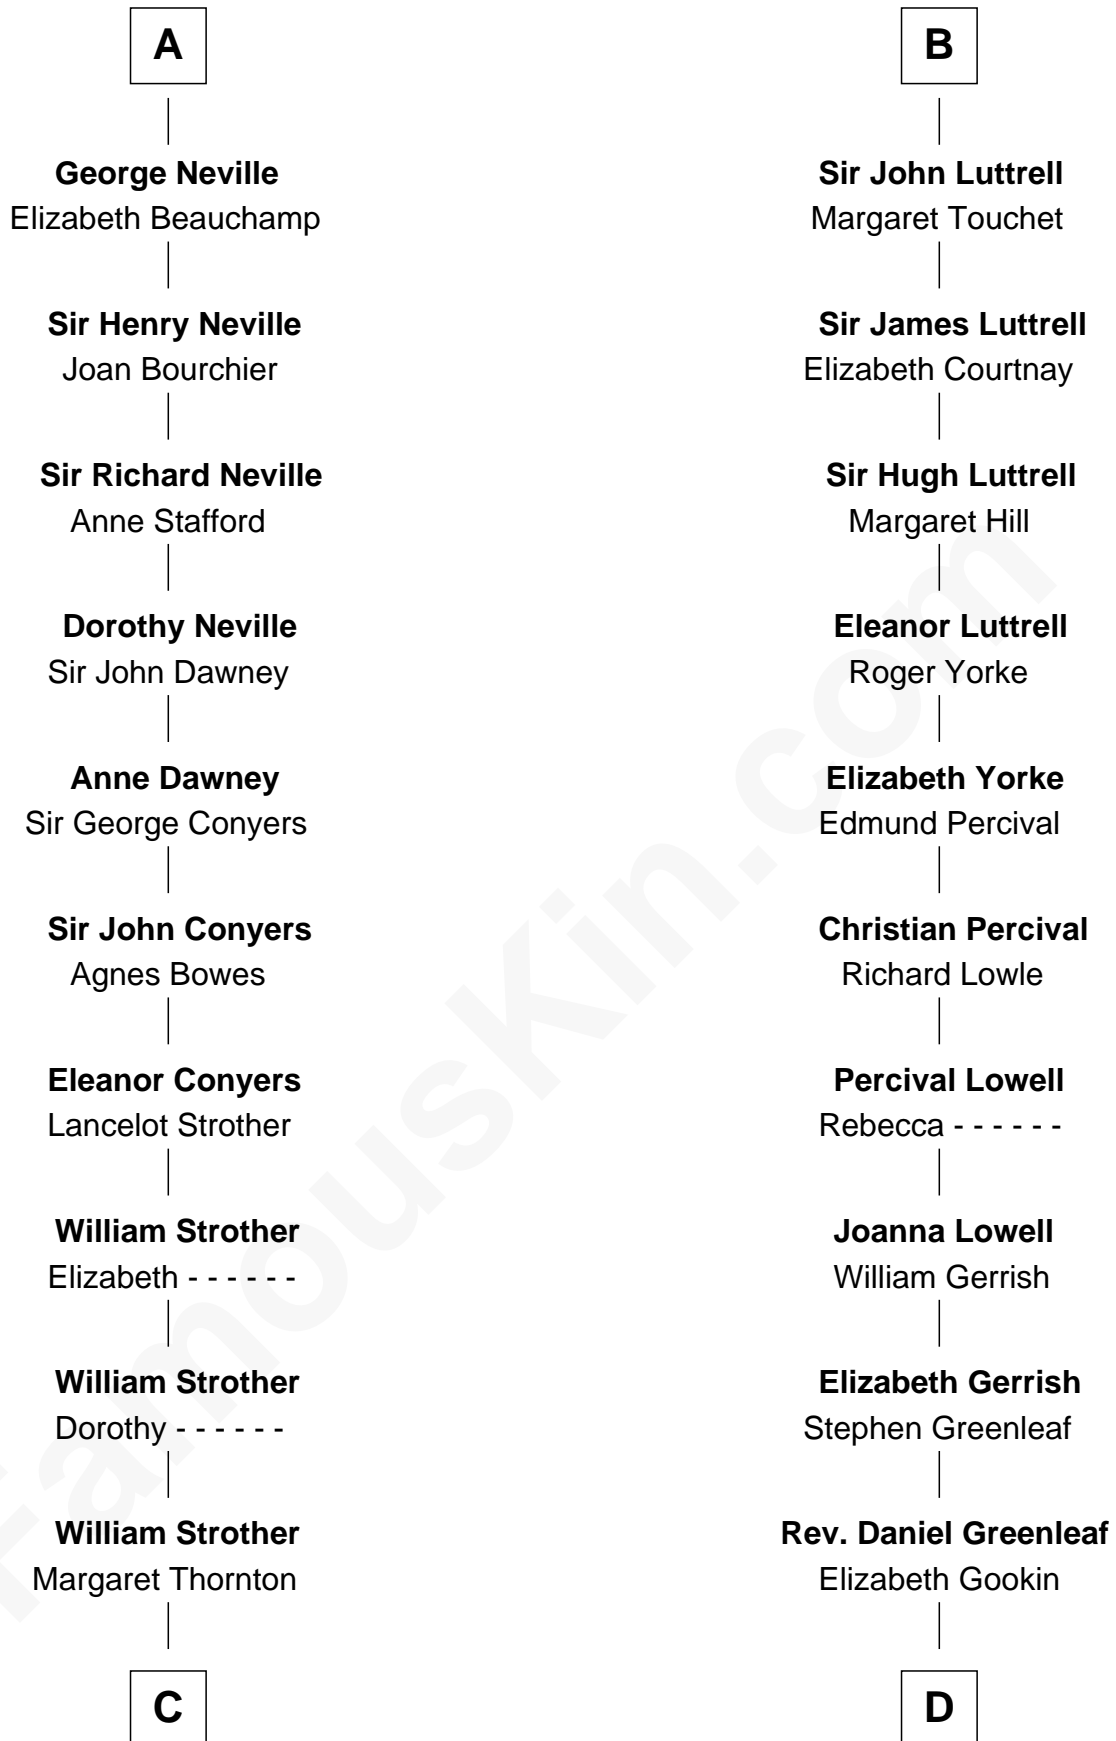 A
George Neville
Elizabeth Beauchamp
Sir Henry Neville
Joan Bourchier
Sir Richard Neville
Anne Stafford
Dorothy Neville
Sir John Dawney
Anne Dawney
Sir George Conyers
Sir John Conyers
Agnes Bowes
Eleanor Conyers
Lancelot Strother
William Strother
Elizabeth - - - - - -
William Strother
Dorothy - - - - - -
William Strother
Margaret Thornton
C
B
Sir John Luttrell
Margaret Touchet
Sir James Luttrell
Elizabeth Courtnay
Sir Hugh Luttrell
Margaret Hill
Eleanor Luttrell
Roger Yorke
Elizabeth Yorke
Edmund Percival
Christian Percival
Richard Lowle
Percival Lowell
Rebecca - - - - - -
Joanna Lowell
William Gerrish
Elizabeth Gerrish
Stephen Greenleaf
Rev. Daniel Greenleaf
Elizabeth Gookin
D
FamousKin.com